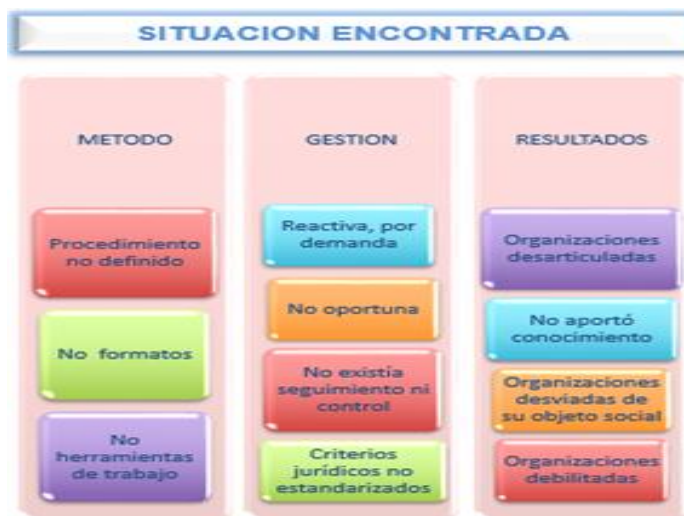 SITUACION ENCONTRADA
METODO
Procedimiento
no definido
No formatos
No
herramientas
de trabajo
GESTION
Reactiva, por
demanda
No oportuna
No existía
seguimiento ni
control
Criterios
jurídicos no
estandarizados
RESULTADOS
Organizaciones
desarticuladas
No aportó
conocimiento
Organizaciones
desviadas de
su objeto social
Organizaciones
debilitadas